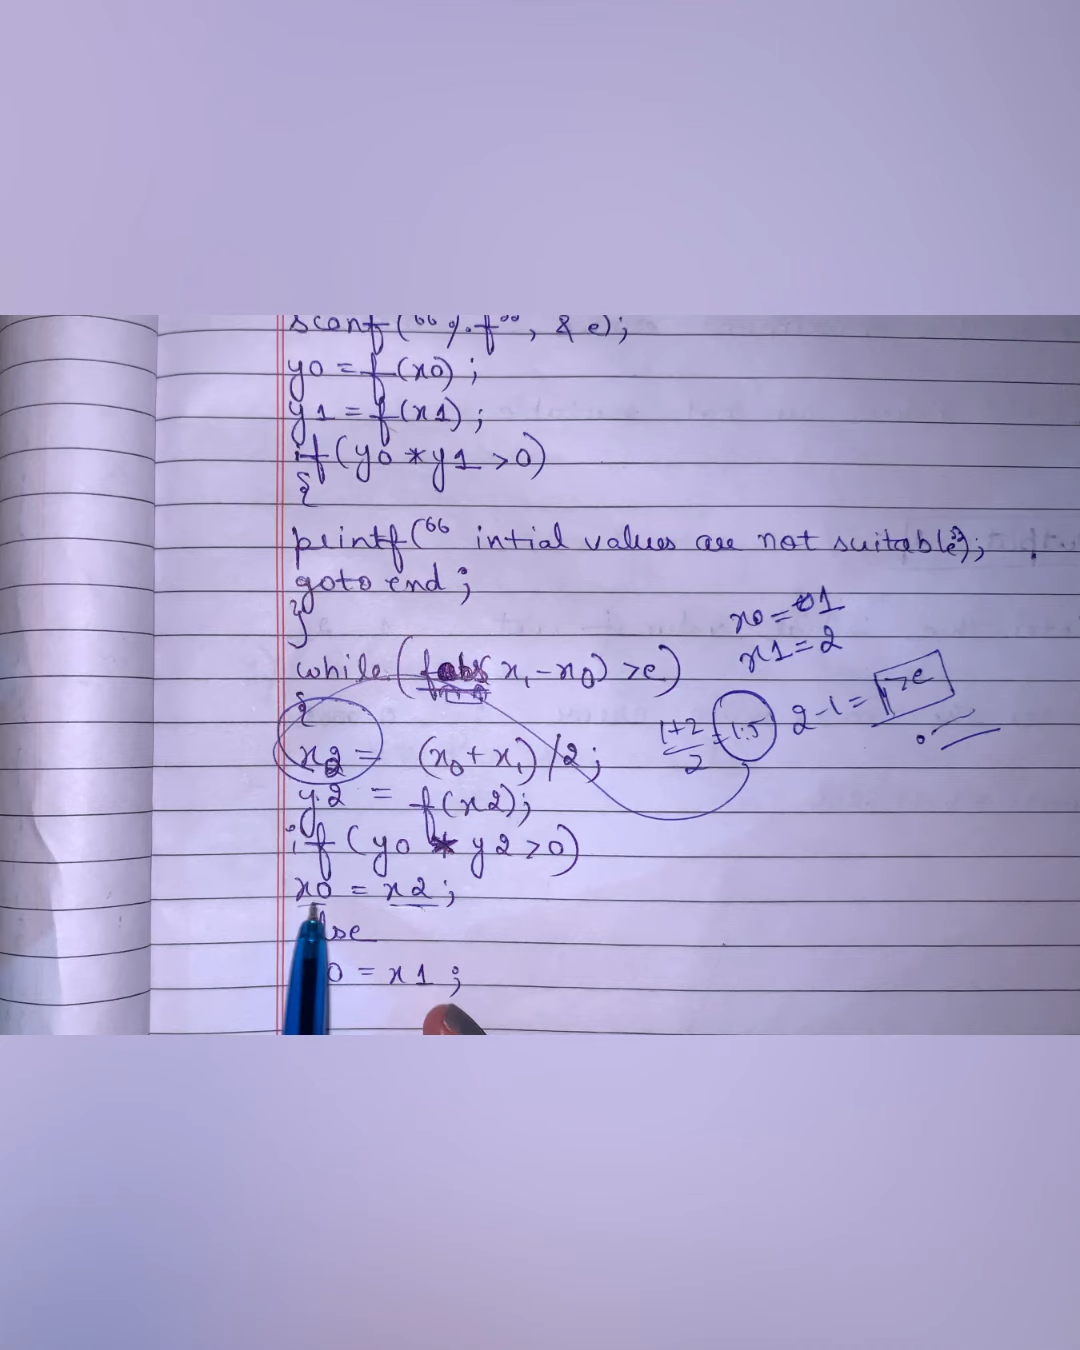 scanf(“%f”, & e);
y0 = f(x0);
y1 = f(x1);
if(y0 * y1 >0)
{
printf(“ intial values are not suitable”);
goto end;
}
x0 = 1
x1 = 2
while(fabs x1-x0) >e)
{
1+2/2 = 1.5 2-1= 1 >e
x2 = (x0+x1)/2;
y2 = f(x2);
if(y0 * y2 >0)
x0 = x2;
lse
0 = x1;